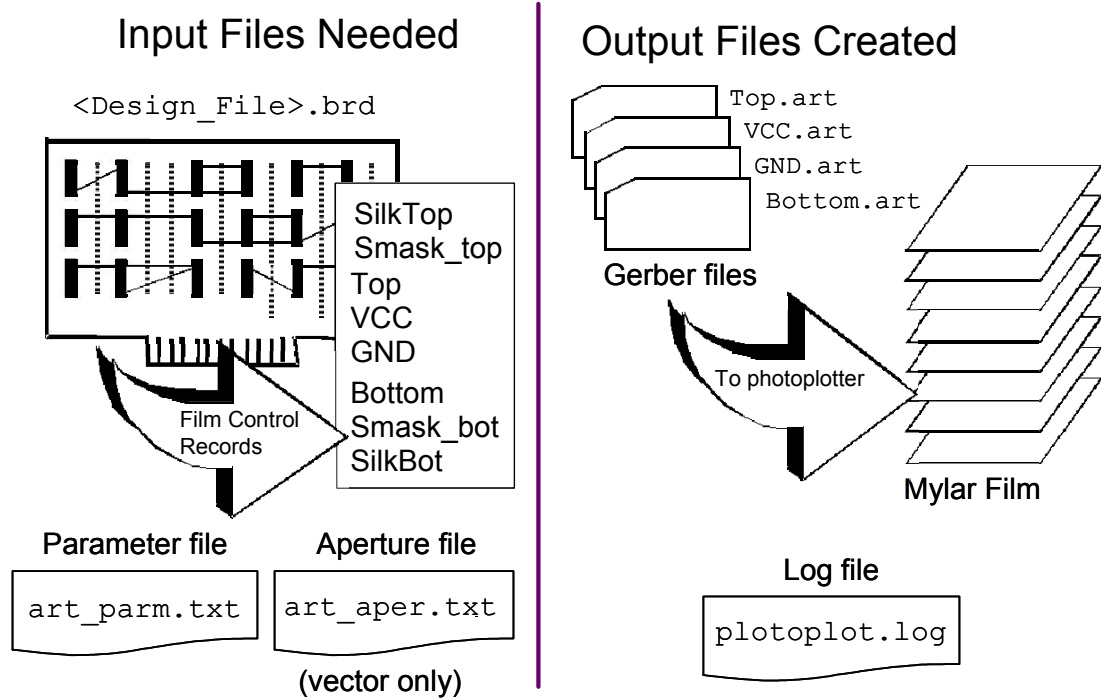 Input Files Needed
<Design_File>.brd
SilkTop
Smask_top
Top
VCC
GND
Bottom
Smask_bot
SilkBot
Film Control
Records
Parameter file
art_parm.txt
Aperture file
art_aper.txt
(vector only)
Output Files Created
Top.art
VCC.art
GND.art
Bottom.art
Gerber files
To photoplotter
Mylar Film
Log file
plotoplot.log